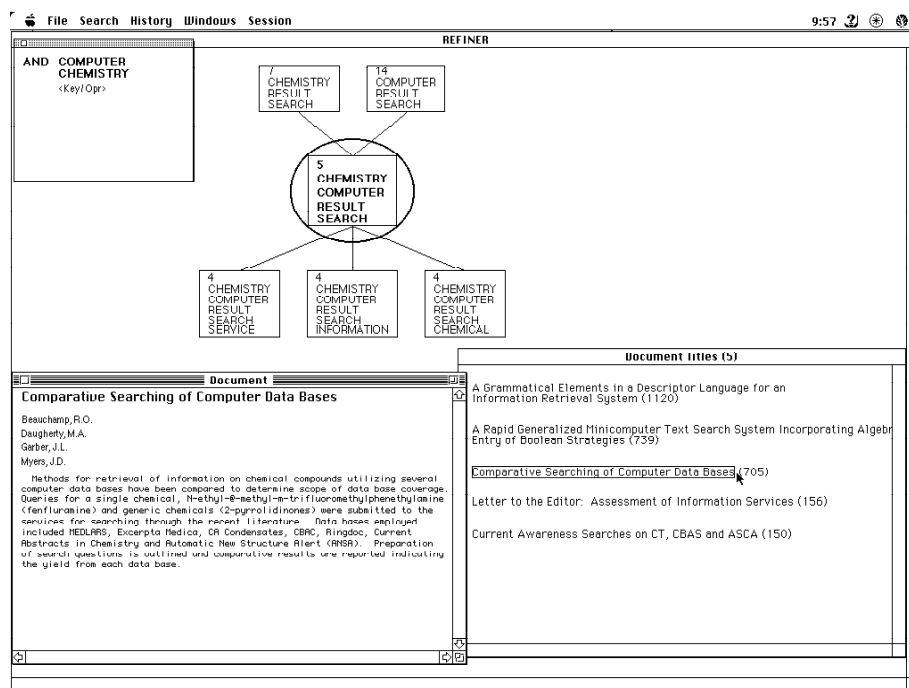 File Search History Windows Session 9:57
REFINER
AND COMPUTER
CHEMISTRY
<Key/Opr>
7
CHEMISTRY
RESULT
SEARCH
14
COMPUTER
RESULT
SEARCH
5
CHEMISTRY
COMPUTER
RESULT
SEARCH
4
CHEMISTRY
COMPUTER
RESULT
SEARCH
SERVICE
4
CHEMISTRY
COMPUTER
RESULT
SEARCH
INFORMATION
4
CHEMISTRY
COMPUTER
RESULT
SEARCH
CHEMICAL
Document
Comparative Searching of Computer Data Bases
Beauchamp, R.O.
Daugherty, M.A.
Garber, J.L.
Myers, J.D.
Methods for retrieval of information on chemical compounds utilizing several
computer data bases have been compared to determine scope of data base coverage.
Queries for a single chemical, N-ethyl-@-methyl-m-trifluoromethylphenethylamine
(fenfluramine) and generic chemicals (2-pyrrolidinones) were submitted to the
services for searching through the recent literature. Data bases employed
included MEDLARS, Excerpta Medica, CA Condensates, CBAC, Ringdoc, Current
Abstracts in Chemistry and Automatic New Structure Alert (ANSA). Preparation
of search questions is outlined and comparative results are reported indicating
the yield from each data base.
Document Titles (5)
A Grammatical Elements in a Descriptor Language for an
Information Retrieval System (1120)
A Rapid Generalized Minicomputer Text Search System Incorporating Algebr
Entry of Boolean Strategies (739)
Comparative Searching of Computer Data Bases (705)
Letter to the Editor: Assessment of Information Services (156)
Current Awareness Searches on CT, CBAS and ASCA (150)